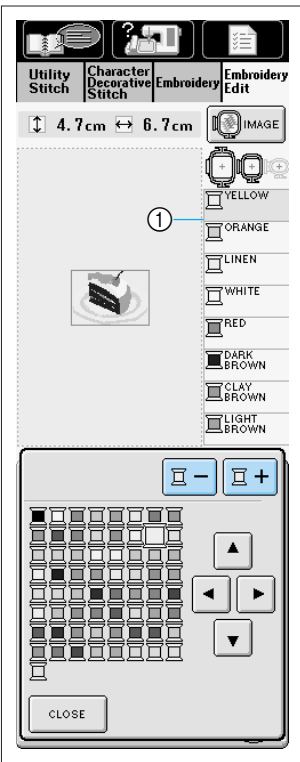 Utility Stitch
Character Decorative Stitch
Embroidery
Embroidery Edit
4.7cm 6.7cm
IMAGE
1
YELLOW
ORANGE
LINEN
WHITE
RED
DARK BROWN
CLAY BROWN
LIGHT BROWN
−
+
CLOSE